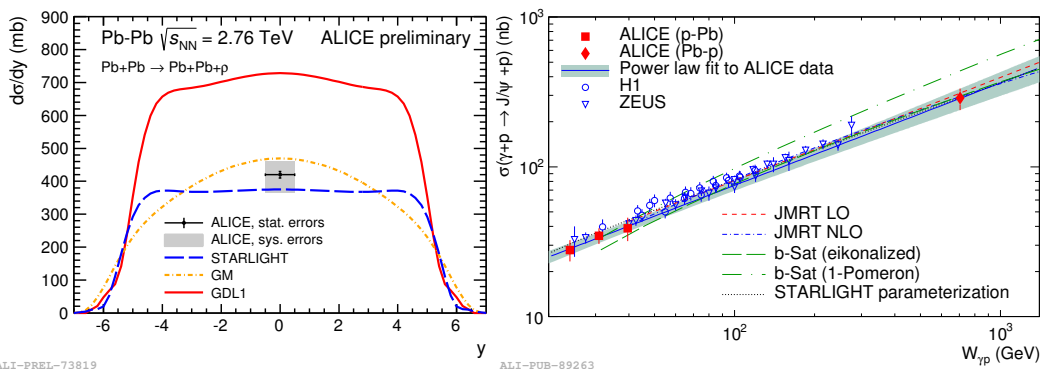 dσ/dy (mb)
900
800
700
600
500
400
300
200
100
0
Pb-Pb √sNN = 2.76 TeV
ALICE preliminary
Pb+Pb → Pb+Pb+ρ
ALICE, stat. errors
ALICE, sys. errors
STARLIGHT
GM
GDL1
-6
-4
-2
0
2
4
6
y
ALI-PREL-73819
σ(γ+p → J/ψ +p) (nb)
10³
10²
10
ALICE (p-Pb)
ALICE (Pb-p)
Power law fit to ALICE data
H1
ZEUS
JMRT LO
JMRT NLO
b-Sat (eikonalized)
b-Sat (1-Pomeron)
STARLIGHT parameterization
10²
10³
Wγp (GeV)
ALI-PUB-89263